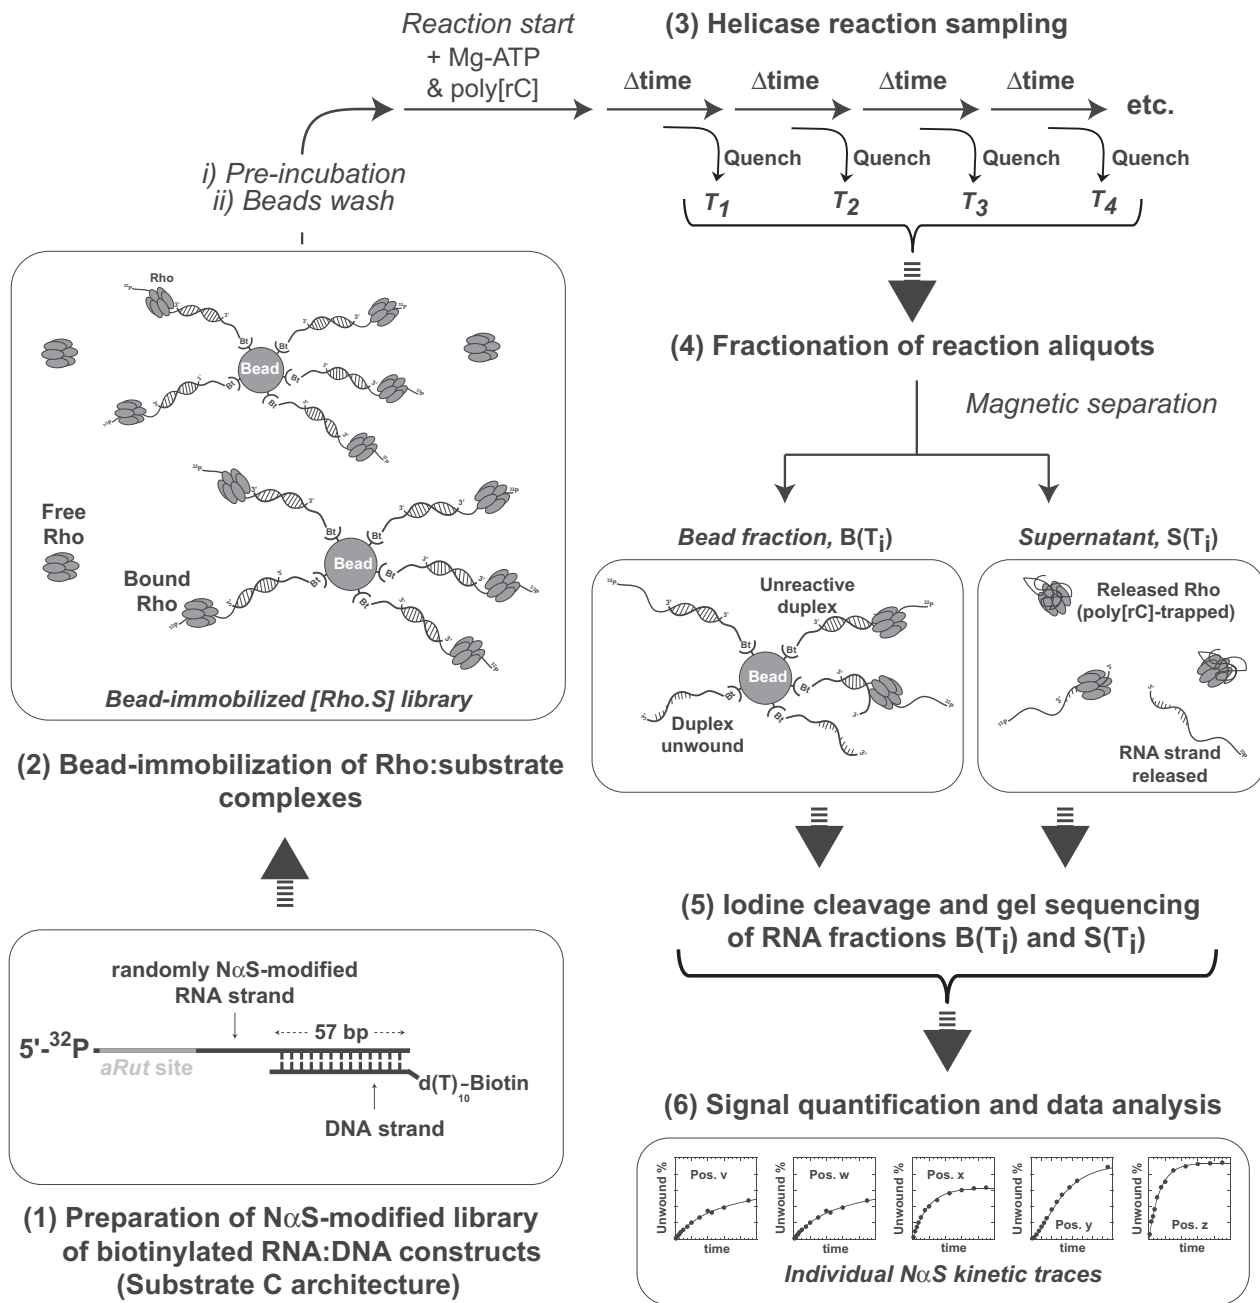 Reaction start
+ Mg-ATP
& poly[rC]
(3) Helicase reaction sampling
Δtime
Δtime
Δtime
Δtime
etc.
Quench
Quench
Quench
Quench
T1
T2
T3
T4
i) Pre-incubation
ii) Beads wash
Rho
32P
3'
3'
Bt
Bead
Free
Rho
Bound
Rho
Bead
Bead-immobilized [Rho.S] library
(2) Bead-immobilization of Rho:substrate
complexes
(4) Fractionation of reaction aliquots
Magnetic separation
Bead fraction, B(Ti)
Supernatant, S(Ti)
Unreactive
duplex
Bead
Duplex
unwound
Released Rho
(poly[rC]-trapped)
RNA strand
released
(5) Iodine cleavage and gel sequencing
of RNA fractions B(Ti) and S(Ti)
randomly NαS-modified
RNA strand
57 bp
5'-32P
aRut site
d(T)10-Biotin
DNA strand
(1) Preparation of NαS-modified library
of biotinylated RNA:DNA constructs
(Substrate C architecture)
(6) Signal quantification and data analysis
Unwound %
Pos. v
time
Unwound %
Pos. w
time
Unwound %
Pos. x
time
Unwound %
Pos. y
time
Unwound %
Pos. z
time
Individual NαS kinetic traces